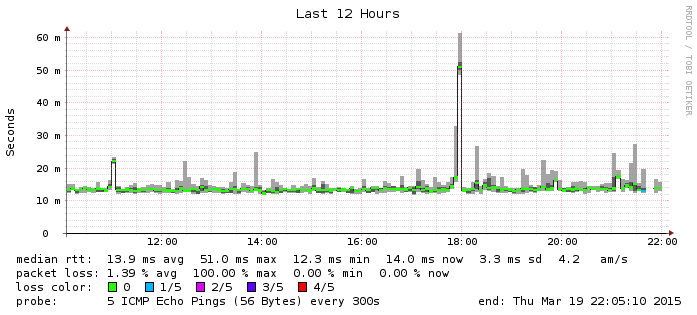 Last 12 Hours
RRDTOOL / TOBI OETIKER
Seconds
60 m
50 m
40 m
30 m
20 m
10 m
0
12:00 14:00 16:00 18:00 20:00 22:00
median rtt: 13.9 ms avg 51.0 ms max 12.3 ms min 14.0 ms now 3.3 ms sd 4.2 am/s
packet loss: 1.39 % avg 100.00 % max 0.00 % min 0.00 % now
loss color: 0 1/5 2/5 3/5 4/5
probe: 5 ICMP Echo Pings (56 Bytes) every 300s end: Thu Mar 19 22:05:10 2015